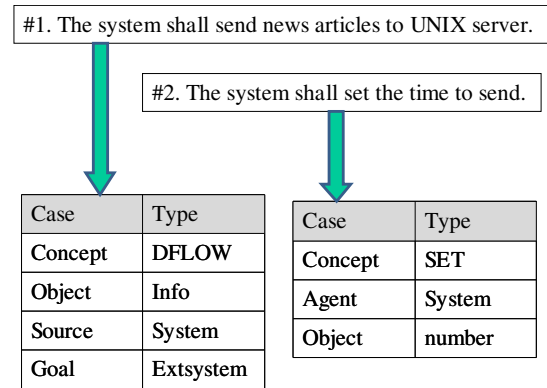 #1. The system shall send news articles to UNIX server.
#2. The system shall set the time to send.
Case Type
Concept DFLOW
Object Info
Source System
Goal Extsystem
Case Type
Concept SET
Agent System
Object number